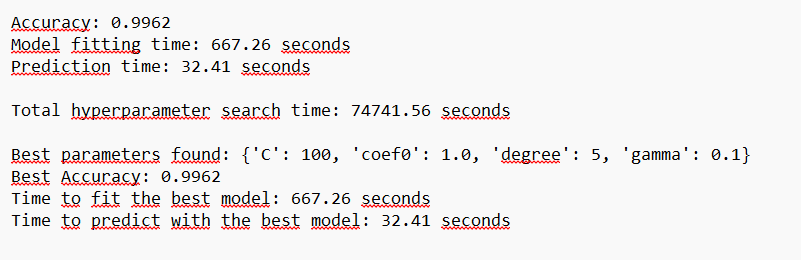 Accuracy: 0.9962
Model fitting time: 667.26 seconds
Prediction time: 32.41 seconds
Total hyperparameter search time: 74741.56 seconds
Best parameters found: {'C': 100, 'coef0': 1.0, 'degree': 5, 'gamma': 0.1}
Best Accuracy: 0.9962
Time to fit the best model: 667.26 seconds
Time to predict with the best model: 32.41 seconds